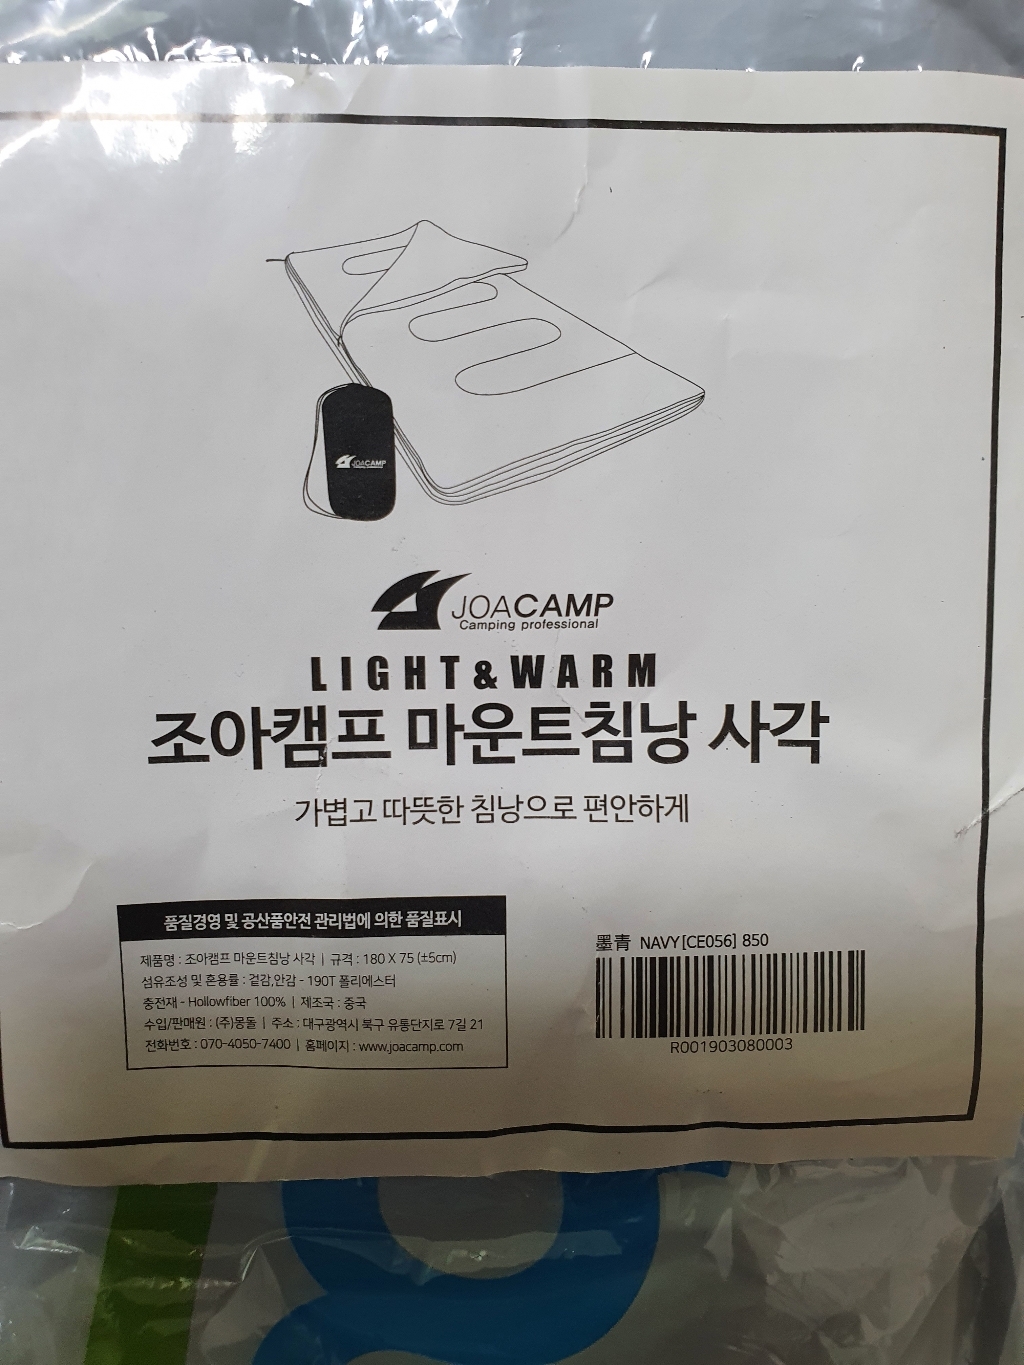 JOACAMP
JOACAMP
Camping professional
LIGHT & WARM
조아캠프 마운트침낭 사각
가볍고 따뜻한 침낭으로 편안하게
품질경영 및 공산품안전 관리법에 의한 품질표시
제품명 : 조아캠프 마운트침낭 사각 | 규격 : 180 X 75 (±5cm)
섬유조성 및 혼용률 : 겉감,안감 - 190T 폴리에스터
충전재 - Hollowfiber 100% | 제조국 : 중국
수입/판매원 : (주)몽돌 | 주소 : 대구광역시 북구 유통단지로 7길 21
전화번호 : 070-4050-7400 | 홈페이지 : www.joacamp.com
墨青 NAVY [CE056] 850
R001903080003